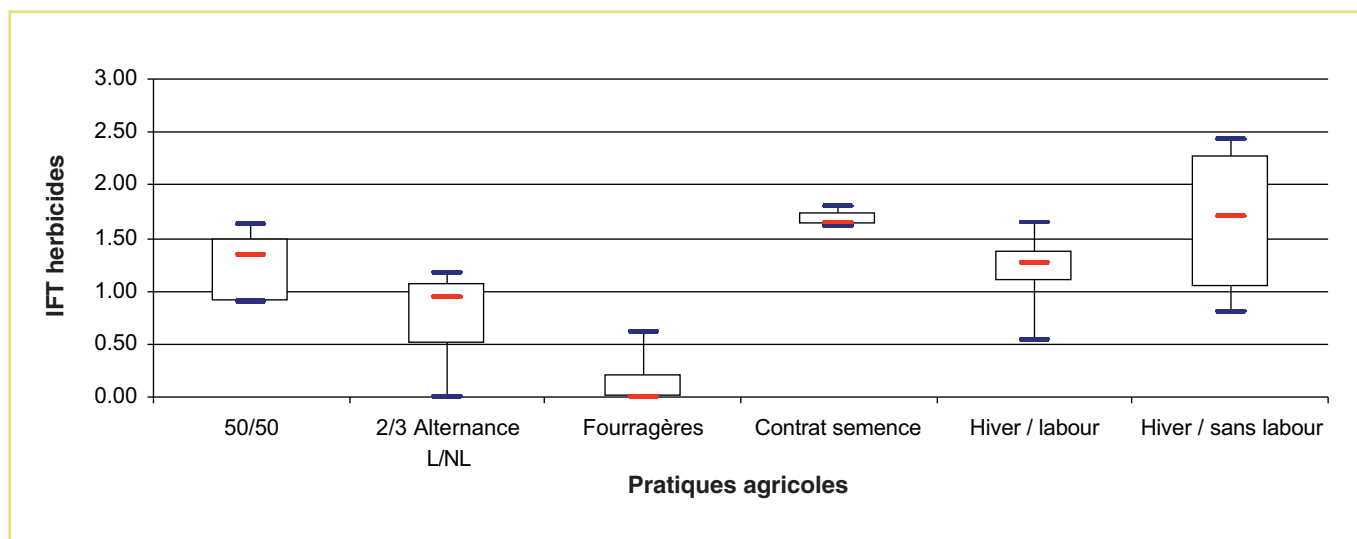 IFT herbicides
3.00
2.50
2.00
1.50
1.00
0.50
0.00
50/50
2/3 Alternance
L/NL
Fourragères
Contrat semence
Hiver / labour
Hiver / sans labour
Pratiques agricoles